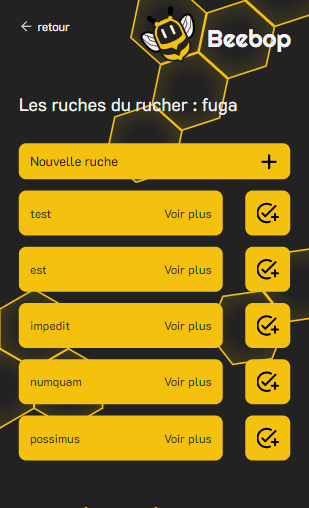 retour
Beebop
Les ruches du rucher : fuga
Nouvelle ruche
test Voir plus
est Voir plus
impedit Voir plus
numquam Voir plus
possimus Voir plus